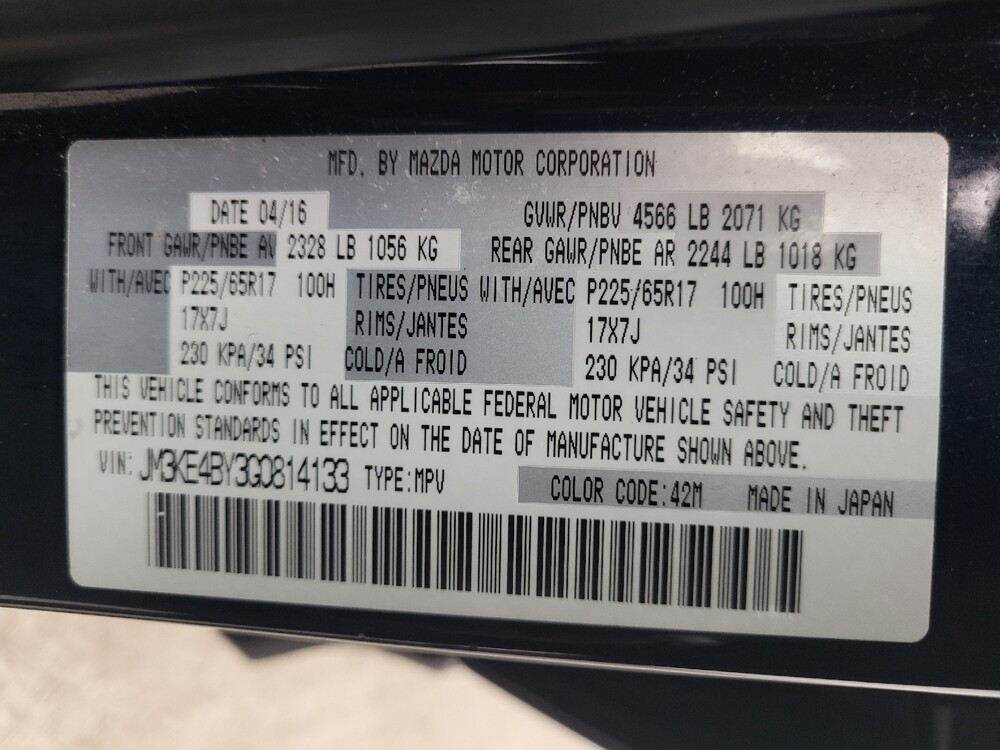 MFD. BY MAZDA MOTOR CORPORATION
DATE 04/16 GVWR/PNBV 4566 LB 2071 KG
FRONT GAWR/PNBE AV 2328 LB 1056 KG REAR GAWR/PNBE AR 2244 LB 1018 KG
WITH/AVEC P225/65R17 100H TIRES/PNEUS WITH/AVEC P225/65R17 100H TIRES/PNEUS
17X7J RIMS/JANTES 17X7J RIMS/JANTES
230 KPA/34 PSI COLD/A FROID 230 KPA/34 PSI COLD/A FROID
THIS VEHICLE CONFORMS TO ALL APPLICABLE FEDERAL MOTOR VEHICLE SAFETY AND THEFT
PREVENTION STANDARDS IN EFFECT ON THE DATE OF MANUFACTURE SHOWN ABOVE.
VIN: JM3KE4BY3G0814133 TYPE:MPV COLOR CODE:42M MADE IN JAPAN